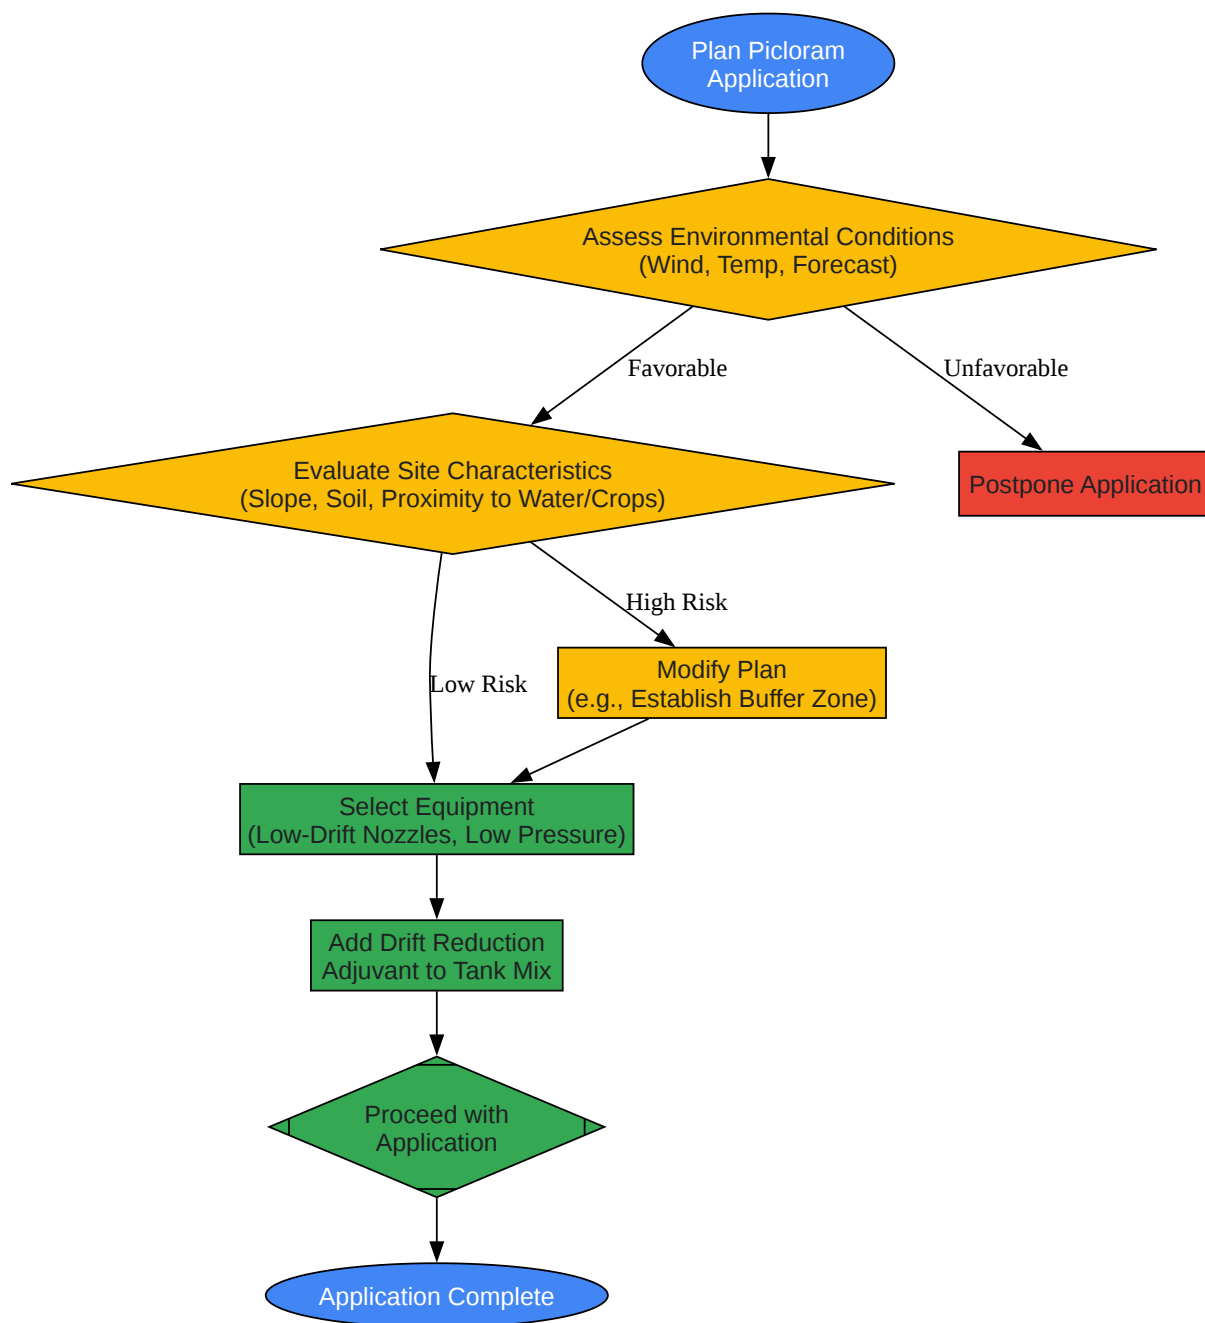 Plan Picloram
Application
Assess Environmental Conditions
(Wind, Temp, Forecast)
Favorable
Unfavorable
Evaluate Site Characteristics
(Slope, Soil, Proximity to Water/Crops)
Postpone Application
High Risk
Low Risk
Modify Plan
(e.g., Establish Buffer Zone)
Select Equipment
(Low-Drift Nozzles, Low Pressure)
Add Drift Reduction
Adjuvant to Tank Mix
Proceed with
Application
Application Complete